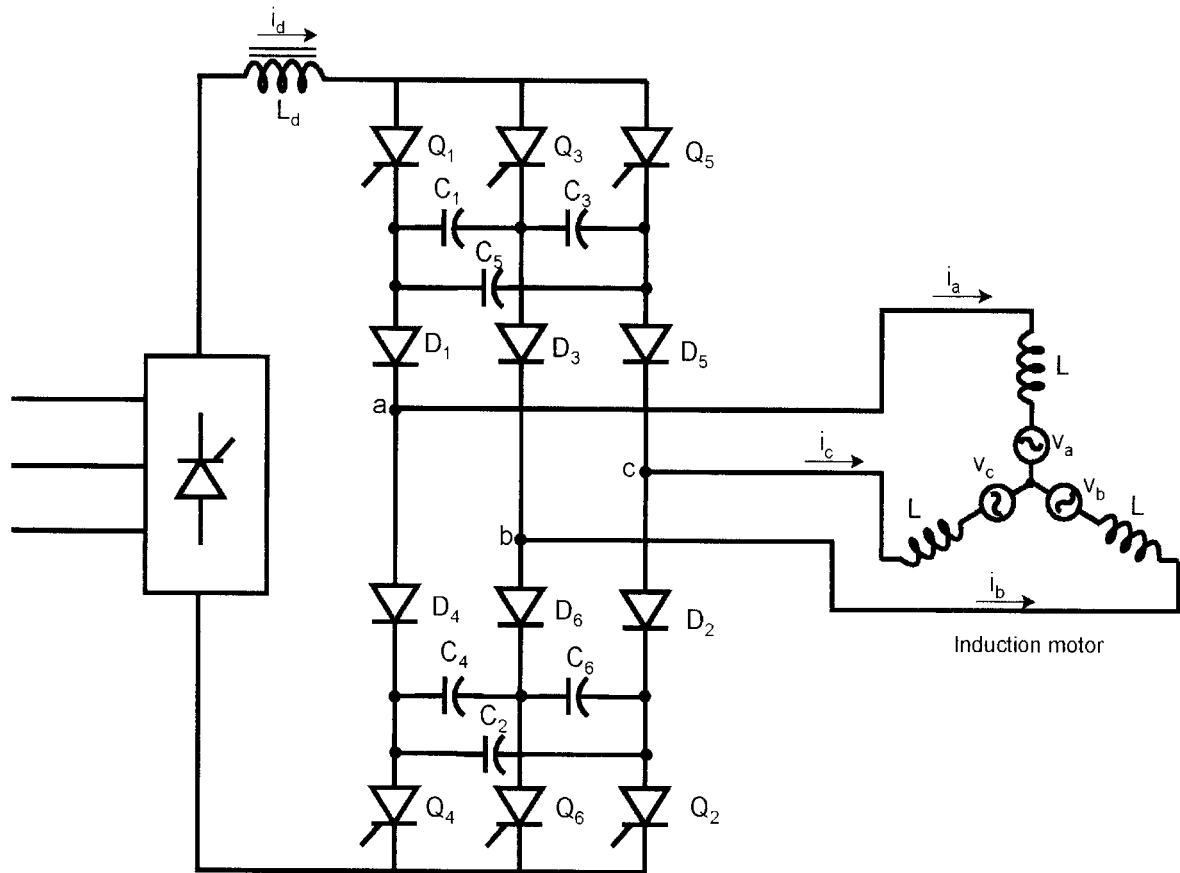 i_d
L_d
Q_1
Q_3
Q_5
C_1
C_3
C_5
D_1
D_3
D_5
i_a
L
a
v_a
i_c
c
v_c
v_b
L
L
b
i_b
D_4
D_6
D_2
Induction motor
C_4
C_6
C_2
Q_4
Q_6
Q_2